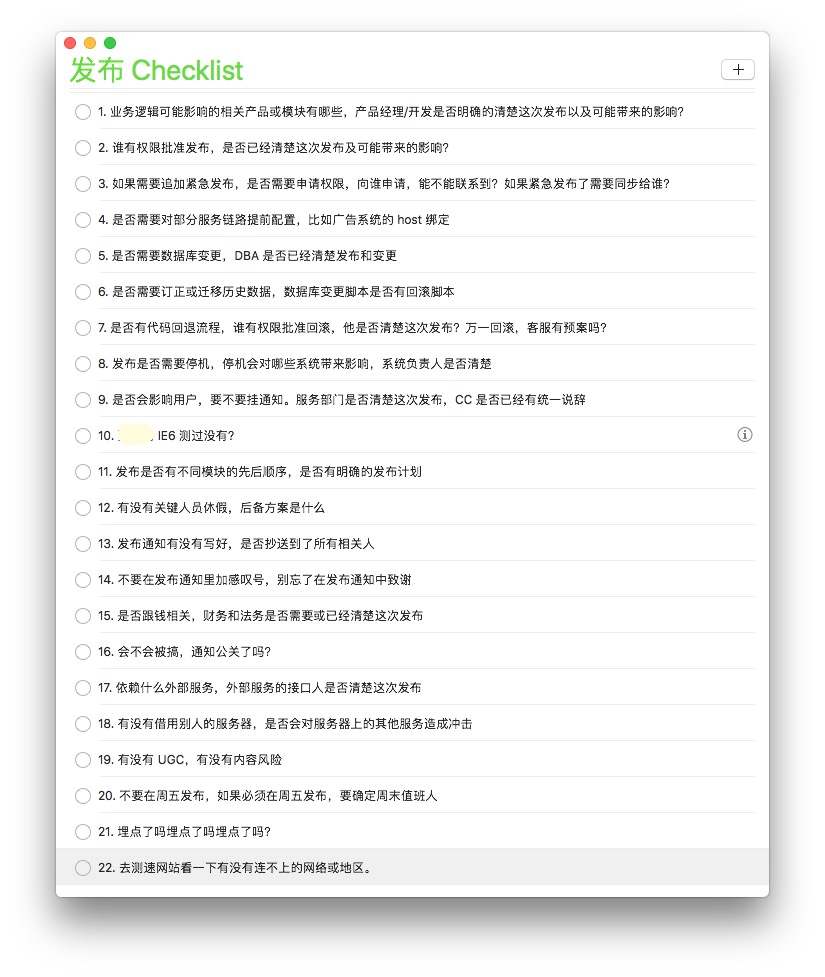 发布 Checklist
1. 业务逻辑可能影响的相关产品或模块有哪些，产品经理/开发是否明确的清楚这次发布以及可能带来的影响？
2. 谁有权限批准发布，是否已经清楚这次发布及可能带来的影响？
3. 如果需要追加紧急发布，是否需要申请权限，向谁申请，能不能联系到？如果紧急发布了需要同步给谁？
4. 是否需要对部分服务链路提前配置，比如广告系统的 host 绑定
5. 是否需要数据库变更，DBA 是否已经清楚发布和变更
6. 是否需要订正或迁移历史数据，数据库变更脚本是否有回滚脚本
7. 是否有代码回退流程，谁有权限批准回滚，他是否清楚这次发布？万一回滚，客服有预案吗？
8. 发布是否需要停机，停机会对哪些系统带来影响，系统负责人是否清楚
9. 是否会影响用户，要不要挂通知。服务部门是否清楚这次发布，CC 是否已经有统一说辞
10. IE6 测过没有？
11. 发布是否有不同模块的先后顺序，是否有明确的发布计划
12. 有没有关键人员休假，后备方案是什么
13. 发布通知有没有写好，是否抄送到了所有相关人
14. 不要在发布通知里加感叹号，别忘了在发布通知中致谢
15. 是否跟钱相关，财务和法务是否需要或已经清楚这次发布
16. 会不会被搞，通知公关了吗？
17. 依赖什么外部服务，外部服务的接口人是否清楚这次发布
18. 有没有借用别人的服务器，是否会对服务器上的其他服务造成冲击
19. 有没有 UGC，有没有内容风险
20. 不要在周五发布，如果必须在周五发布，要确定周末值班人
21. 埋点了吗埋点了吗埋点了吗？
22. 去测速网站看一下有没有连不上的网络或地区。